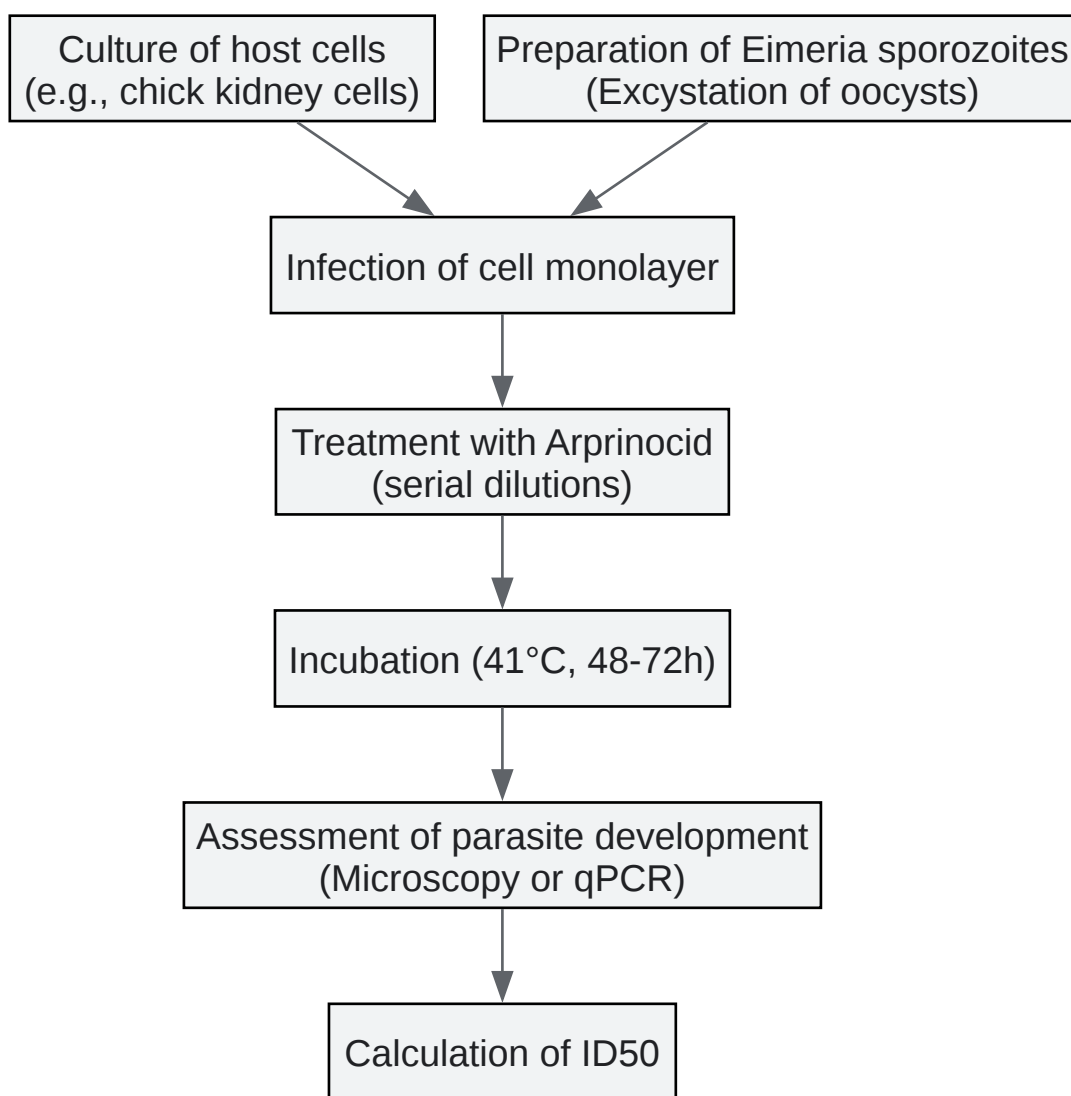 Culture of host cells
(e.g., chick kidney cells)
Preparation of Eimeria sporozoites
(Excystation of oocysts)
Infection of cell monolayer
Treatment with Arprinocid
(serial dilutions)
Incubation (41°C, 48-72h)
Assessment of parasite development
(Microscopy or qPCR)
Calculation of ID50